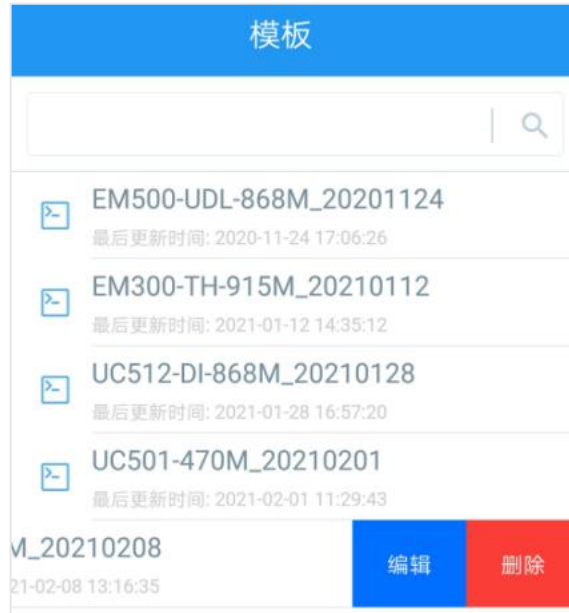 模板
EM500-UDL-868M_20201124
最后更新时间: 2020-11-24 17:06:26
EM300-TH-915M_20210112
最后更新时间: 2021-01-12 14:35:12
UC512-DI-868M_20210128
最后更新时间: 2021-01-28 16:57:20
UC501-470M_20210201
最后更新时间: 2021-02-01 11:29:43
M_20210208
21-02-08 13:16:35
编辑
删除